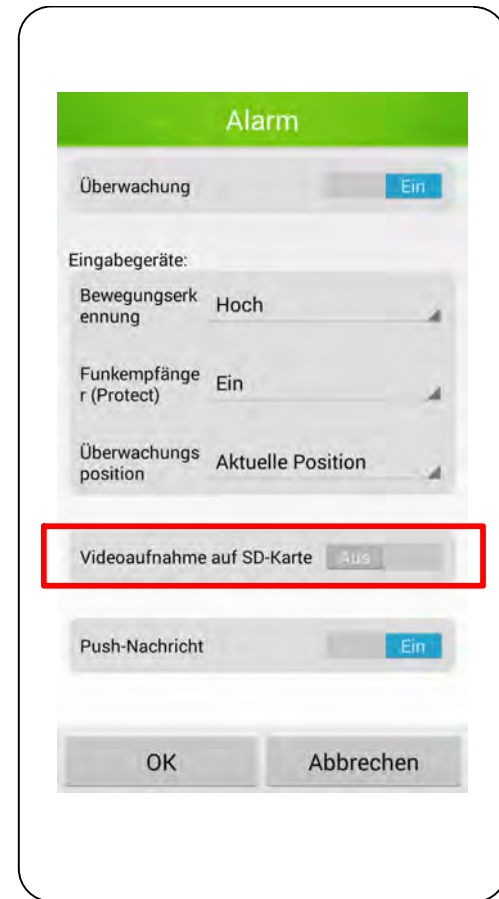 Alarm
Überwachung Ein
Eingabegeräte:
Bewegungserk
ennung Hoch
Funkempfänge
r (Protect) Ein
Überwachungs
position Aktuelle Position
Videoaufnahme auf SD-Karte Aus
Push-Nachricht Ein
OK Abbrechen